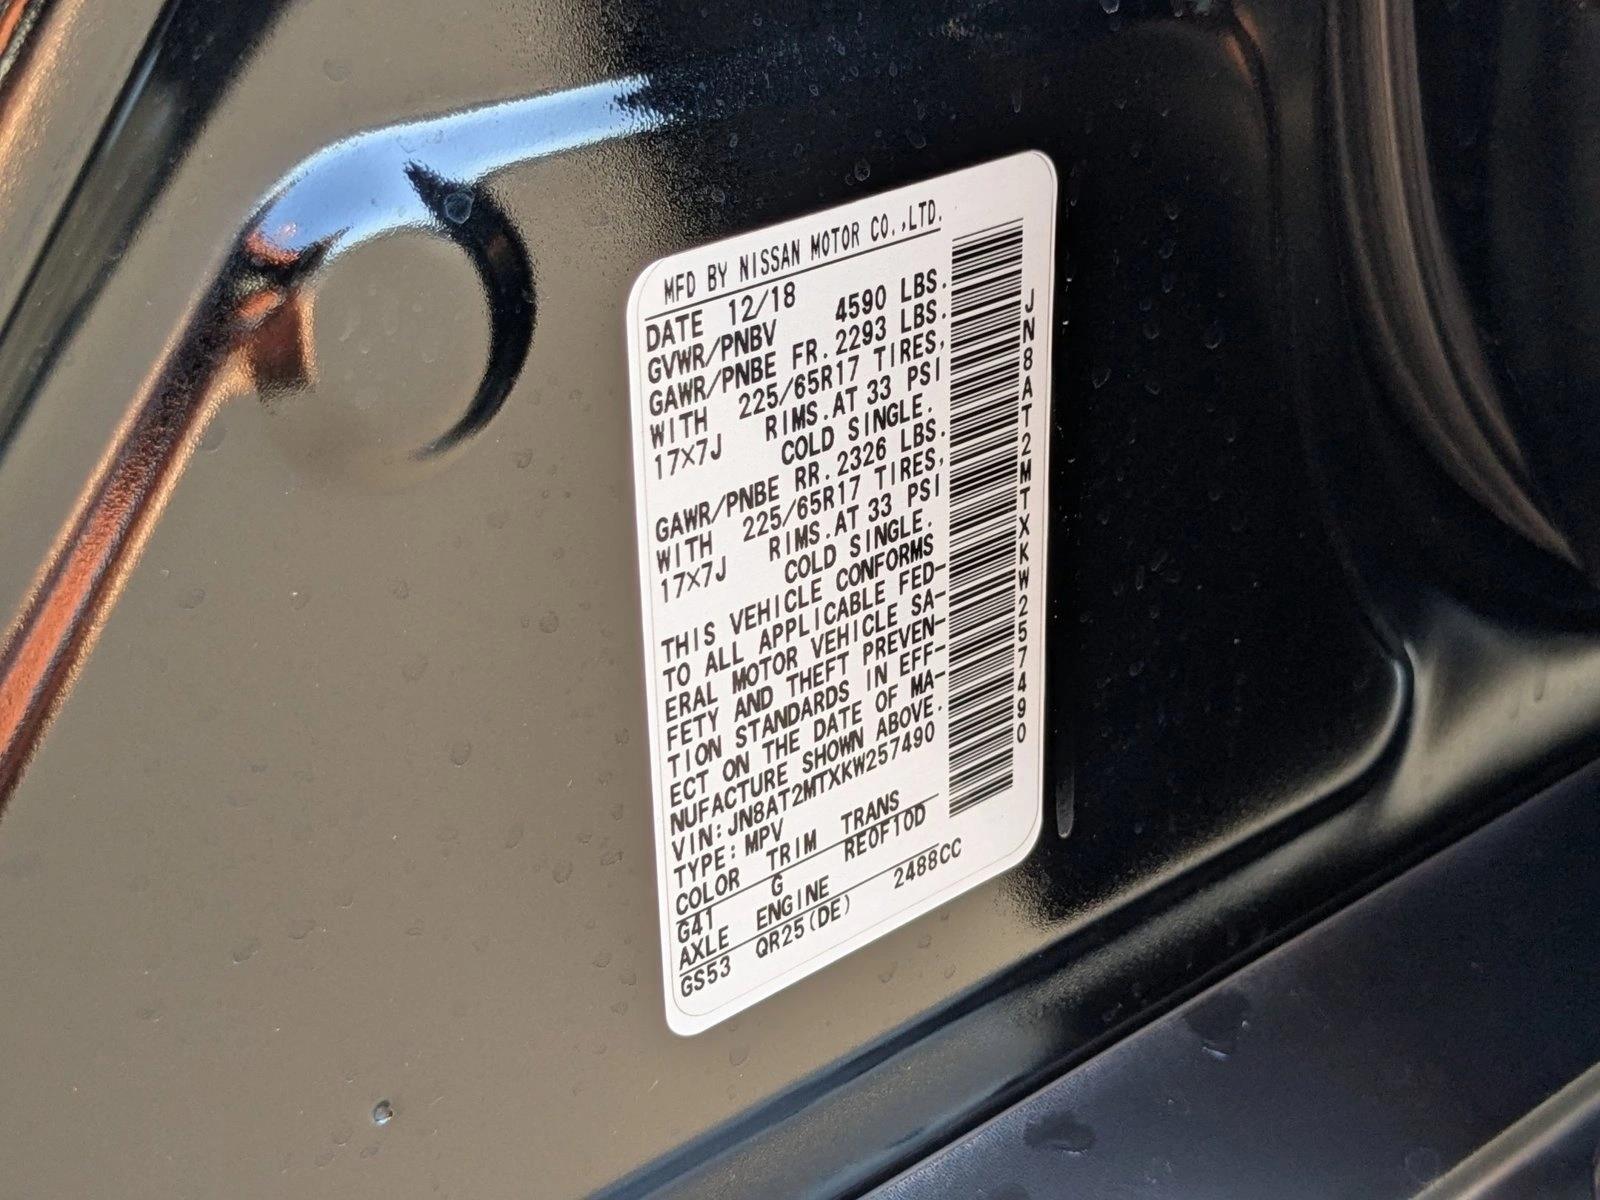 MFD BY NISSAN MOTOR CO.,LTD.
DATE 12/18
GVWR/PNBV 4590 LBS.
GAWR/PNBE FR. 2293 LBS.
WITH 225/65R17 TIRES,
17X7J RIMS.AT 33 PSI
COLD SINGLE.
GAWR/PNBE RR. 2326 LBS.
WITH 225/65R17 TIRES,
17X7J RIMS.AT 33 PSI
COLD SINGLE.
THIS VEHICLE CONFORMS
TO ALL APPLICABLE FED-
ERAL MOTOR VEHICLE SA-
FETY AND THEFT PREVEN-
TION STANDARDS IN EFF-
ECT ON THE DATE OF MA-
NUFACTURE SHOWN ABOVE.
VIN:JN8AT2MTXKW257490
TYPE:MPV
COLOR TRIM TRANS
G41 G RE0F10D
AXLE ENGINE
GS53 QR25(DE) 2488CC
JN8AT2MTXKW257490